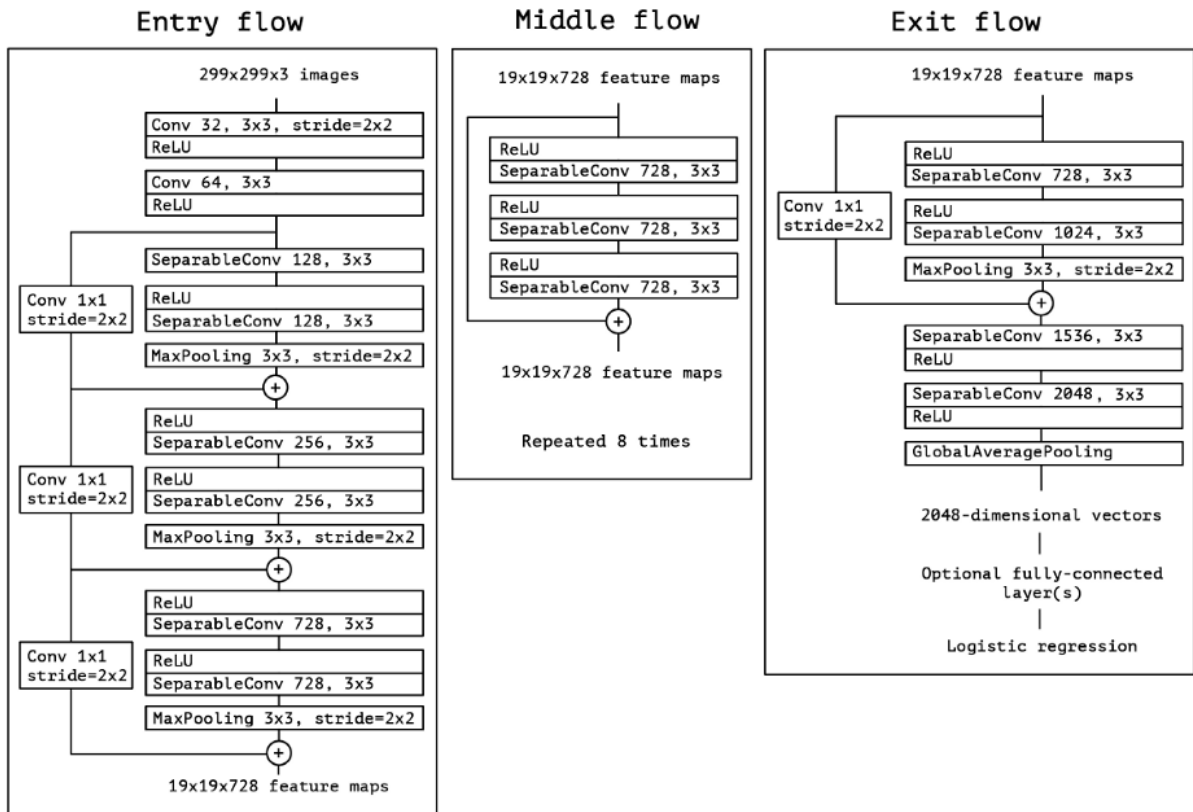 Entry flow
299x299x3 images
Conv 32, 3x3, stride=2x2
ReLU
Conv 64, 3x3
ReLU
SeparableConv 128, 3x3
Conv 1x1
stride=2x2
ReLU
SeparableConv 128, 3x3
MaxPooling 3x3, stride=2x2
+
ReLU
SeparableConv 256, 3x3
Conv 1x1
stride=2x2
ReLU
SeparableConv 256, 3x3
MaxPooling 3x3, stride=2x2
+
ReLU
SeparableConv 728, 3x3
Conv 1x1
stride=2x2
ReLU
SeparableConv 728, 3x3
MaxPooling 3x3, stride=2x2
+
19x19x728 feature maps
Middle flow
19x19x728 feature maps
ReLU
SeparableConv 728, 3x3
ReLU
SeparableConv 728, 3x3
ReLU
SeparableConv 728, 3x3
+
19x19x728 feature maps
Repeated 8 times
Exit flow
19x19x728 feature maps
ReLU
SeparableConv 728, 3x3
Conv 1x1
stride=2x2
ReLU
SeparableConv 1024, 3x3
MaxPooling 3x3, stride=2x2
+
SeparableConv 1536, 3x3
ReLU
SeparableConv 2048, 3x3
ReLU
GlobalAveragePooling
2048-dimensional vectors
Optional fully-connected
layer(s)
Logistic regression